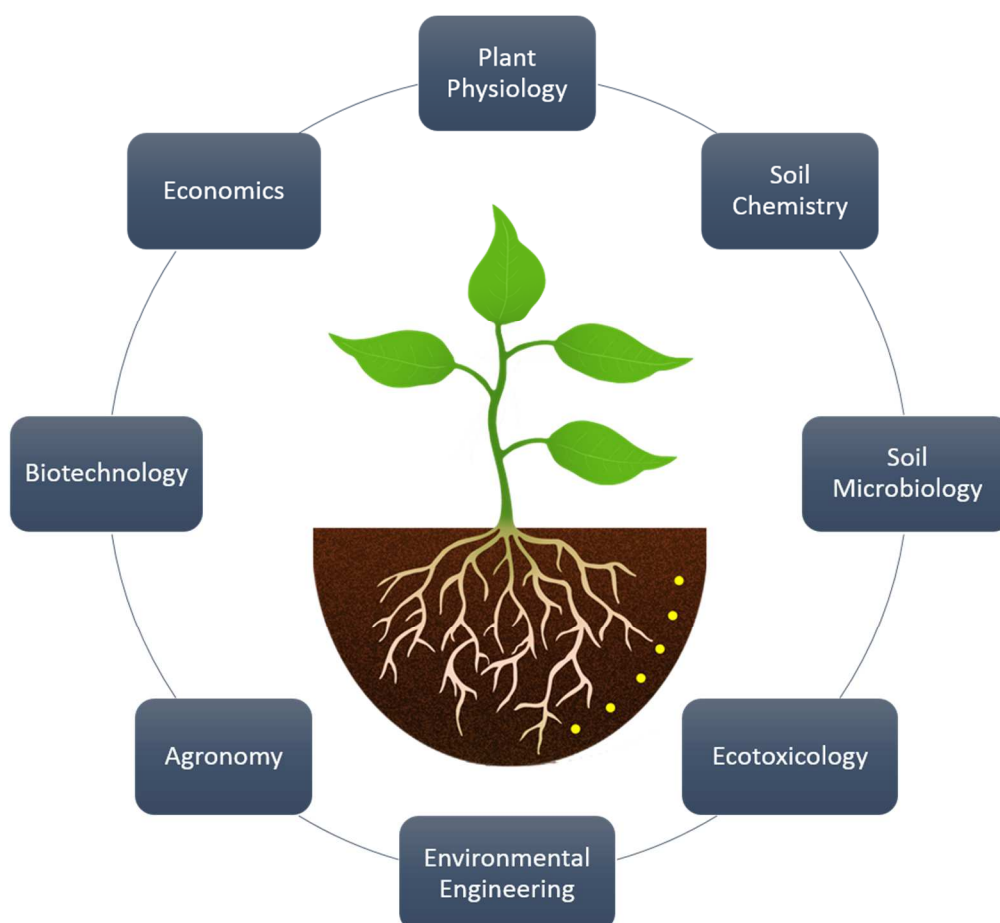 Plant
Physiology
Soil
Chemistry
Soil
Microbiology
Ecotoxicology
Environmental
Engineering
Agronomy
Biotechnology
Economics